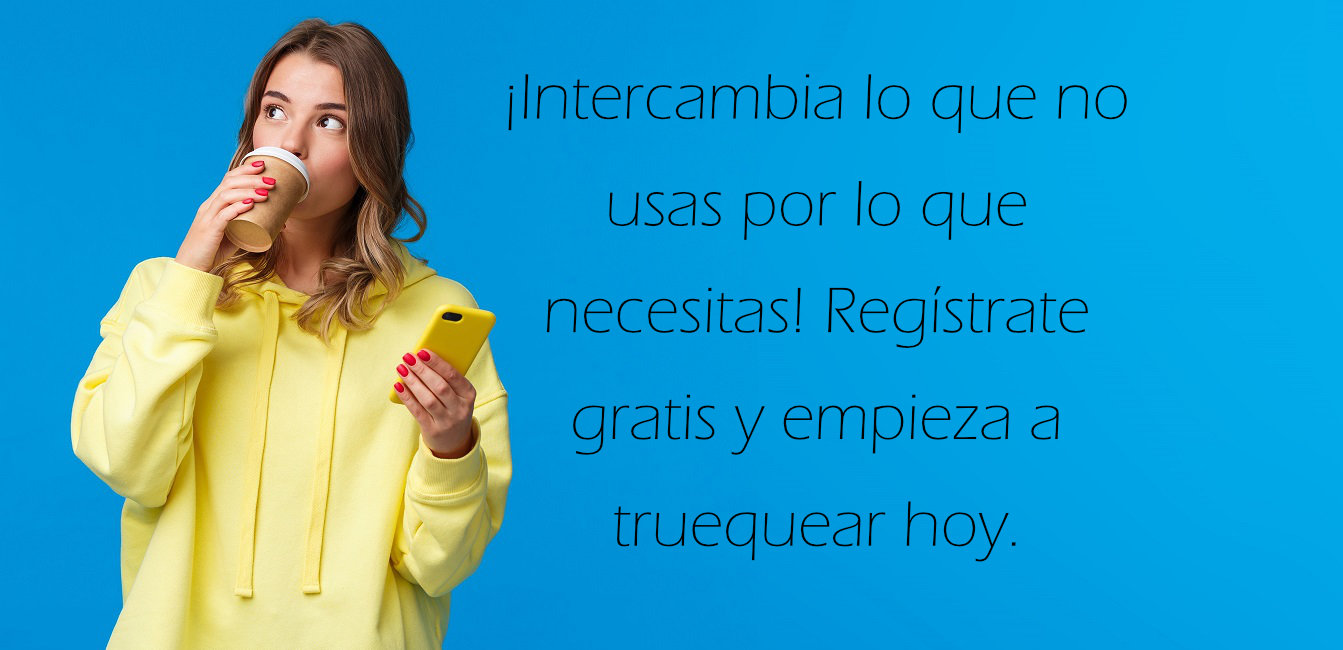 ¡Intercambia lo que no
usas por lo que
necesitas! Regístrate
gratis y empieza a
truequear hoy.